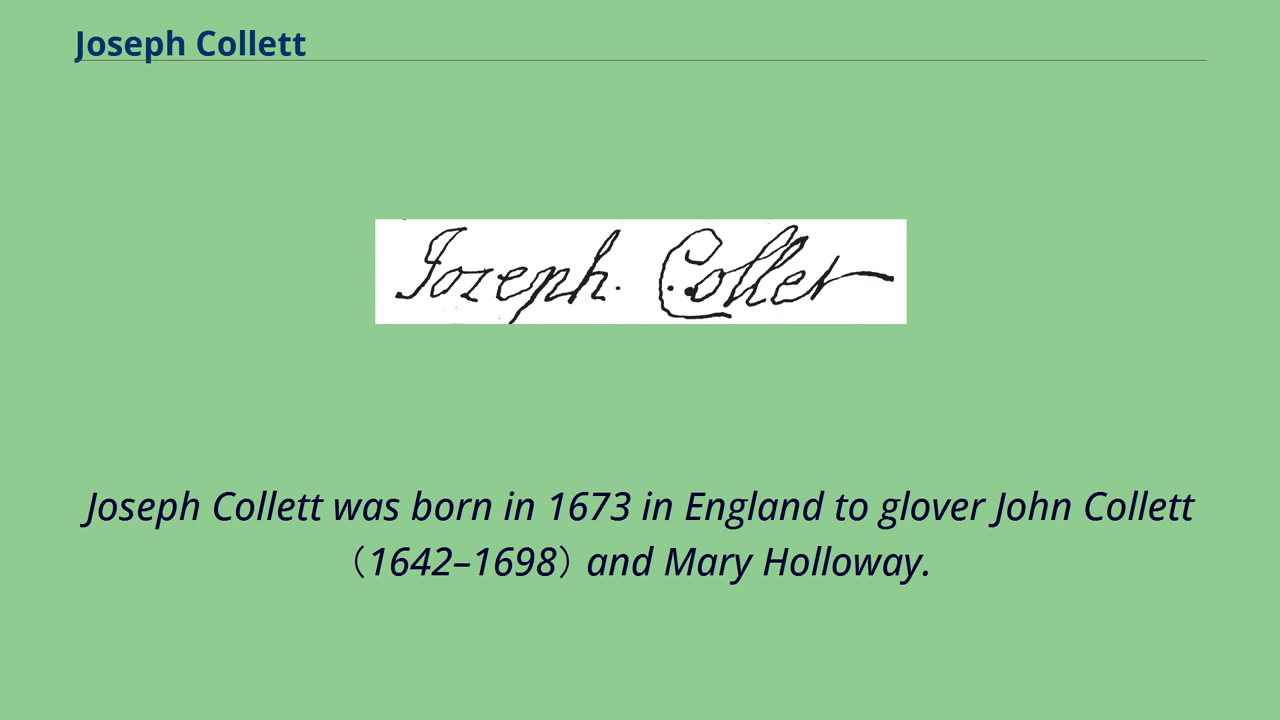 Joseph Collett
Joseph. Collet
Joseph Collett was born in 1673 in England to glover John Collett
（1642–1698）and Mary Holloway.